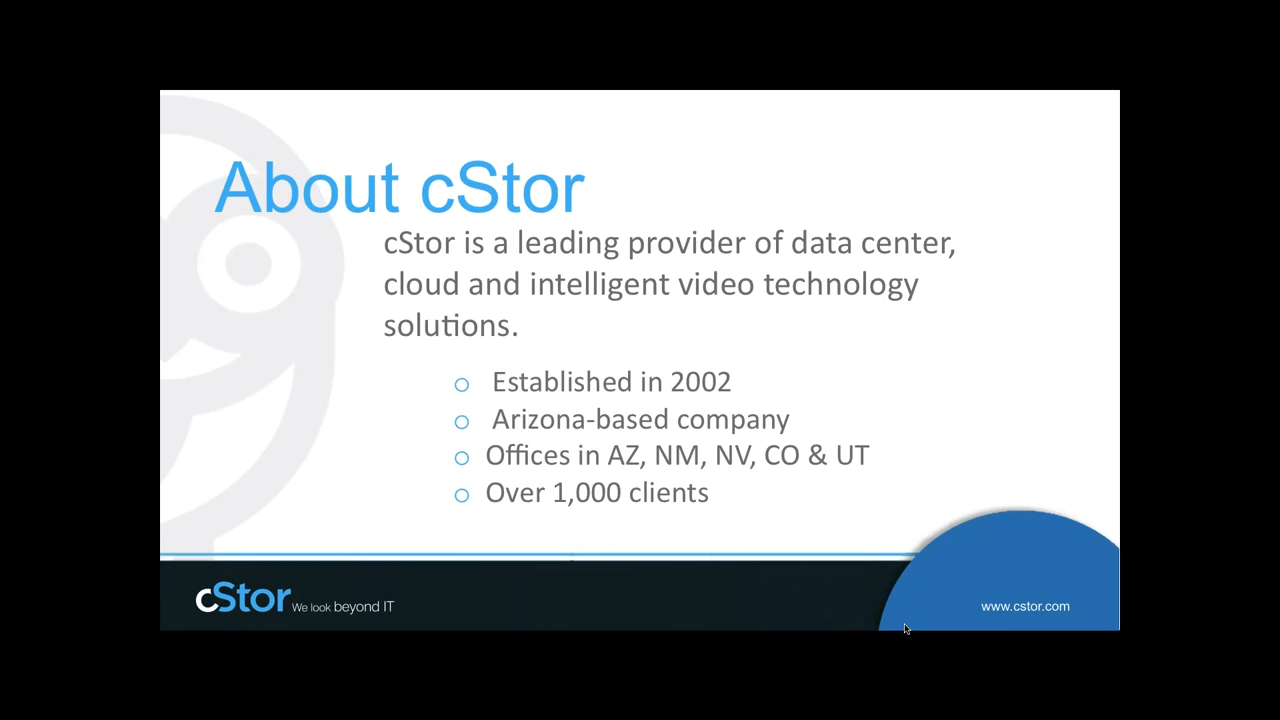 About cStor
cStor is a leading provider of data center,
cloud and intelligent video technology
solutions.
Established in 2002
Arizona-based company
Offices in AZ, NM, NV, CO & UT
Over 1,000 clients
cStor We look beyond IT
www.cstor.com